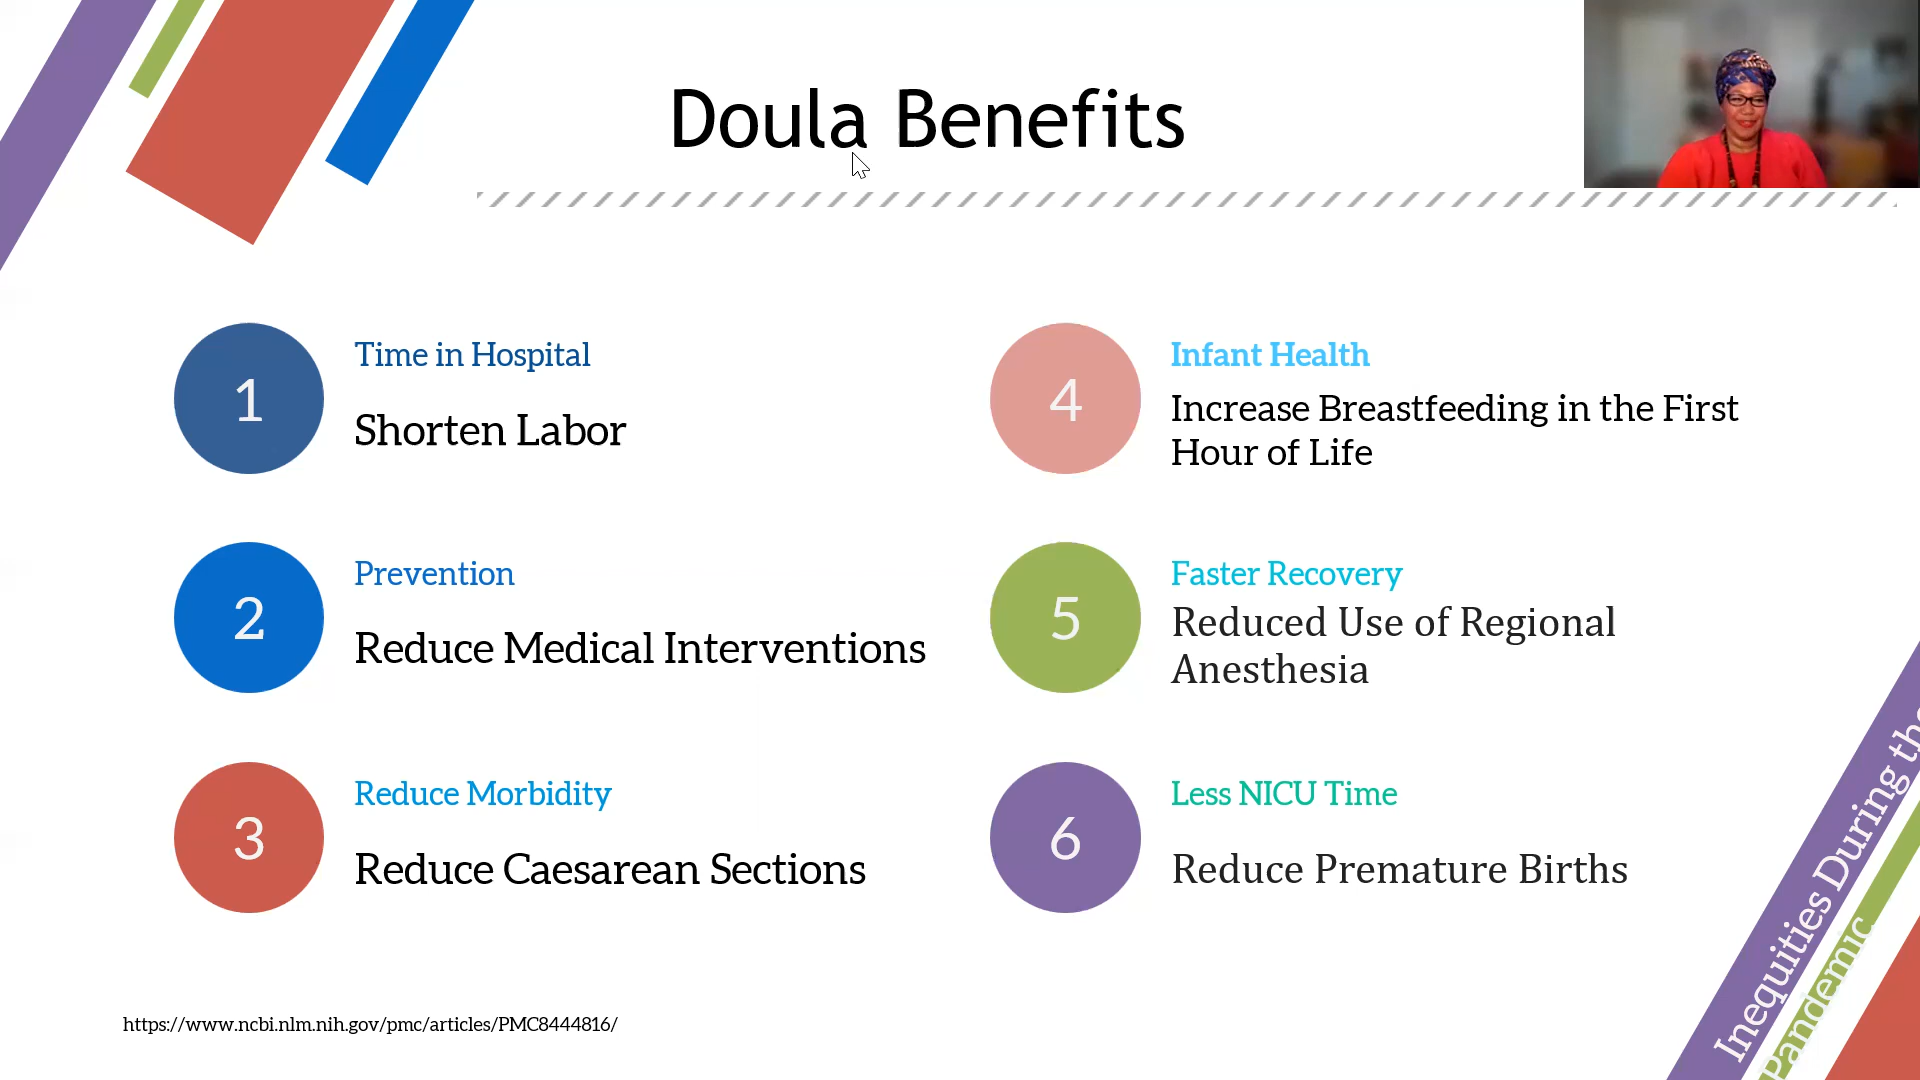 Doula Benefits
1
Time in Hospital
Shorten Labor
2
Prevention
Reduce Medical Interventions
3
Reduce Morbidity
Reduce Caesarean Sections
4
Infant Health
Increase Breastfeeding in the First
Hour of Life
5
Faster Recovery
Reduced Use of Regional
Anesthesia
6
Less NICU Time
Reduce Premature Births
https://www.ncbi.nlm.nih.gov/pmc/articles/PMC8444816/
Inequities During the
Pandemic